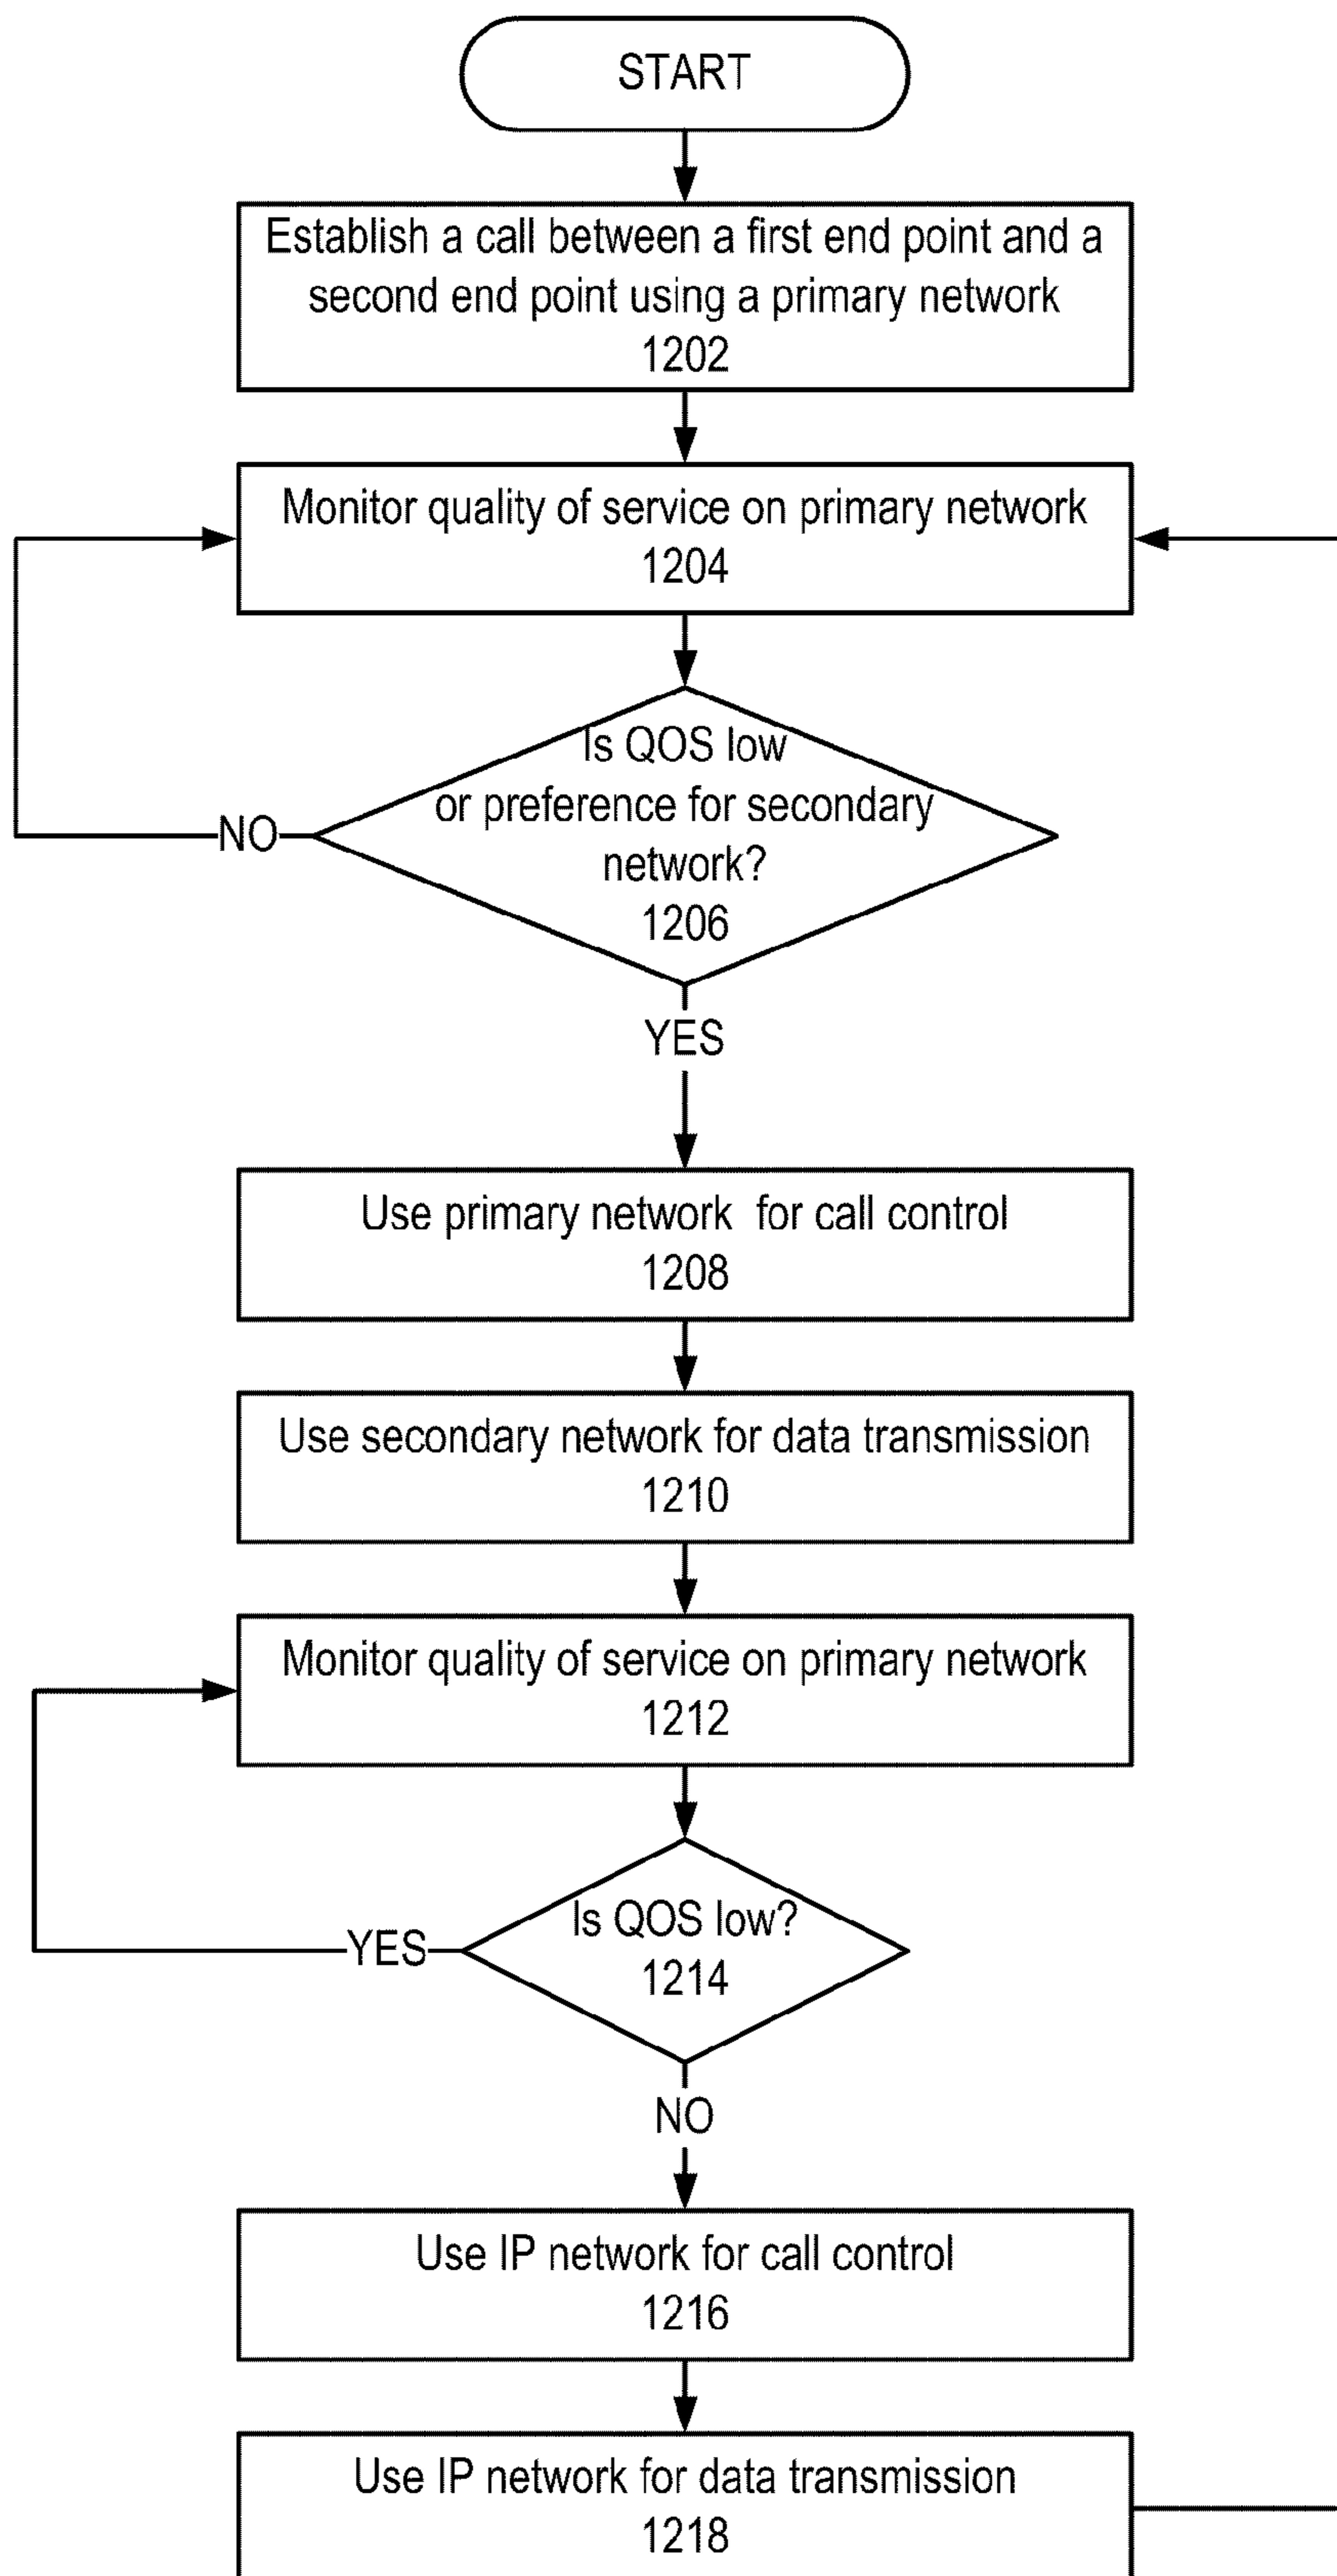 START
Establish a call between a first end point and a
second end point using a primary network
1202
Monitor quality of service on primary network
1204
Is QOS low
or preference for secondary
network?
1206
NO
YES
Use primary network for call control
1208
Use secondary network for data transmission
1210
Monitor quality of service on primary network
1212
Is QOS low?
1214
YES
NO
Use IP network for call control
1216
Use IP network for data transmission
1218